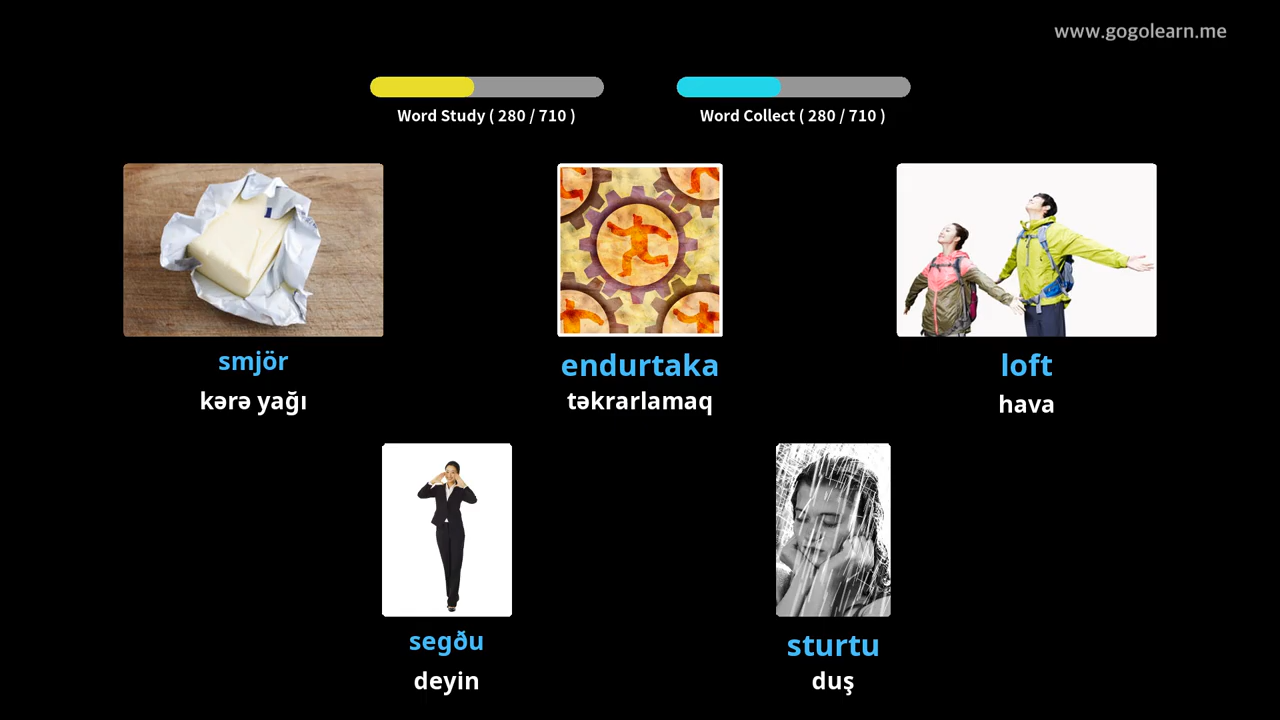 www.gogolearn.me
Word Study ( 280 / 710 )
Word Collect ( 280 / 710 )
smjör
kərə yağı
endurtaka
təkrarlamaq
loft
hava
segðu
deyin
sturtu
duş